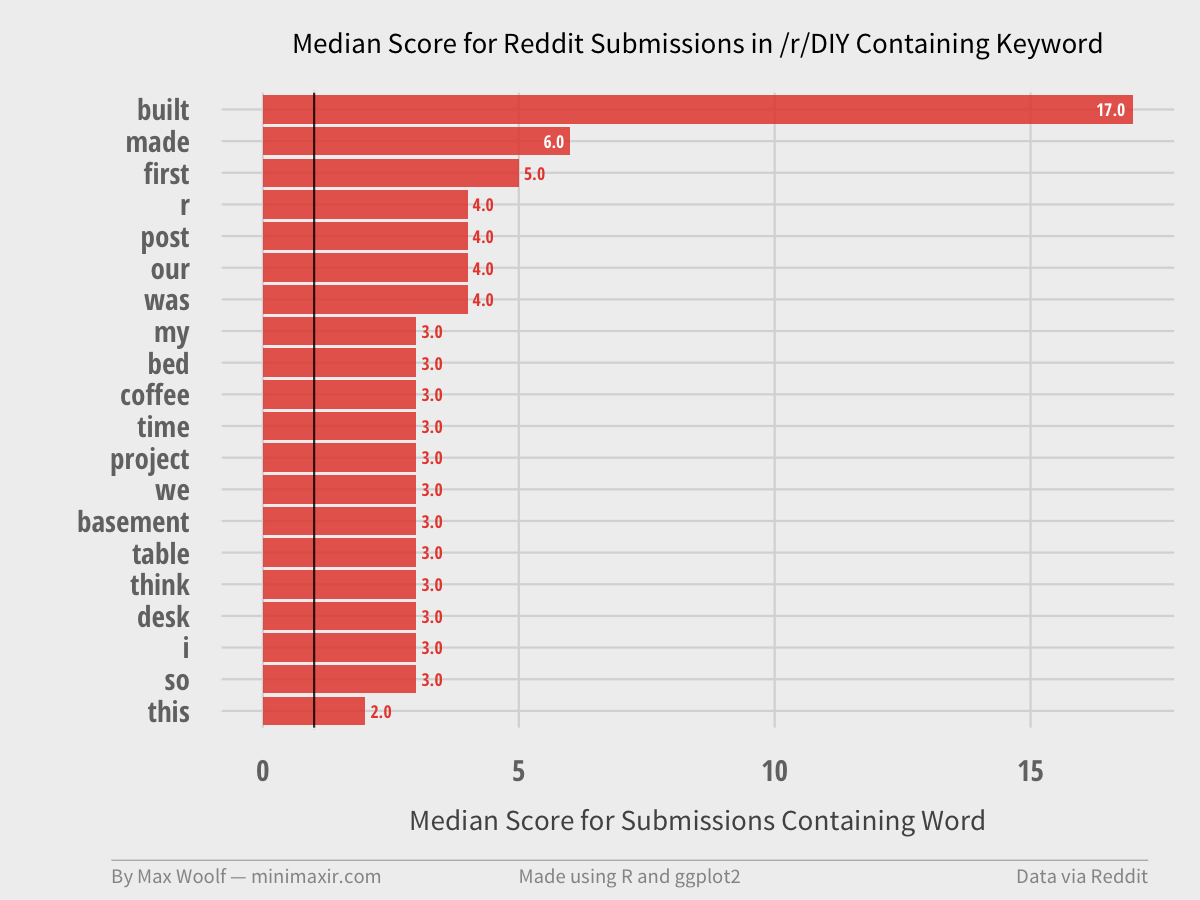 Median Score for Reddit Submissions in /r/DIY Containing Keyword
built 17.0
made 6.0
first 5.0
r 4.0
post 4.0
our 4.0
was 4.0
my 3.0
bed 3.0
coffee 3.0
time 3.0
project 3.0
we 3.0
basement 3.0
table 3.0
think 3.0
desk 3.0
i 3.0
so 3.0
this 2.0
0 5 10 15
Median Score for Submissions Containing Word
By Max Woolf — minimaxir.com Made using R and ggplot2 Data via Reddit